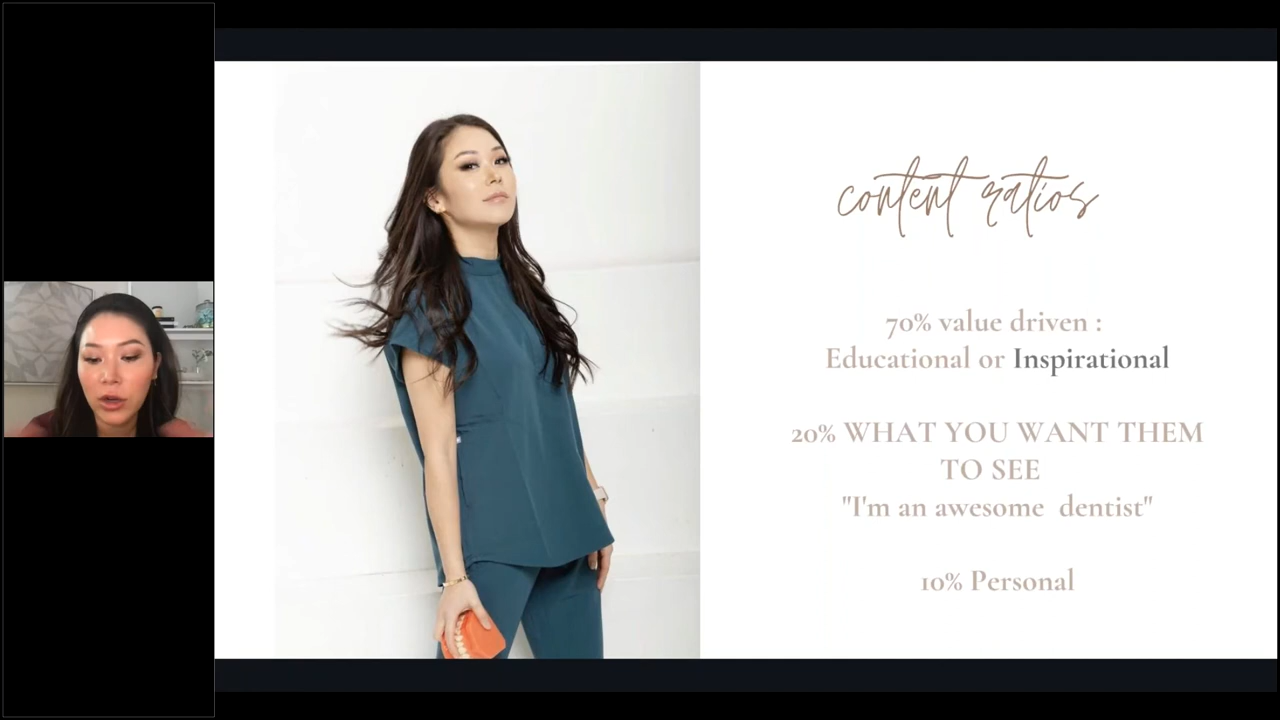 content ratios
70% value driven :
Educational or Inspirational
20% WHAT YOU WANT THEM
TO SEE
"I'm an awesome dentist"
10% Personal